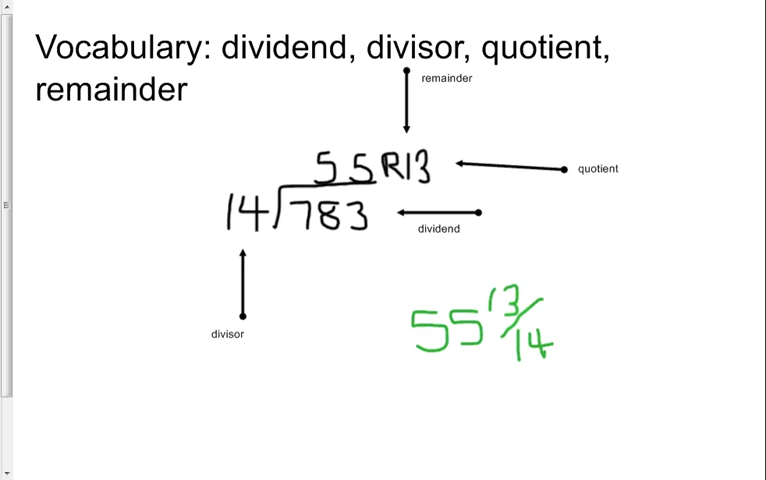 Vocabulary: dividend, divisor, quotient,
remainder
remainder
55R13
quotient
14)783
dividend
divisor
55 13/14